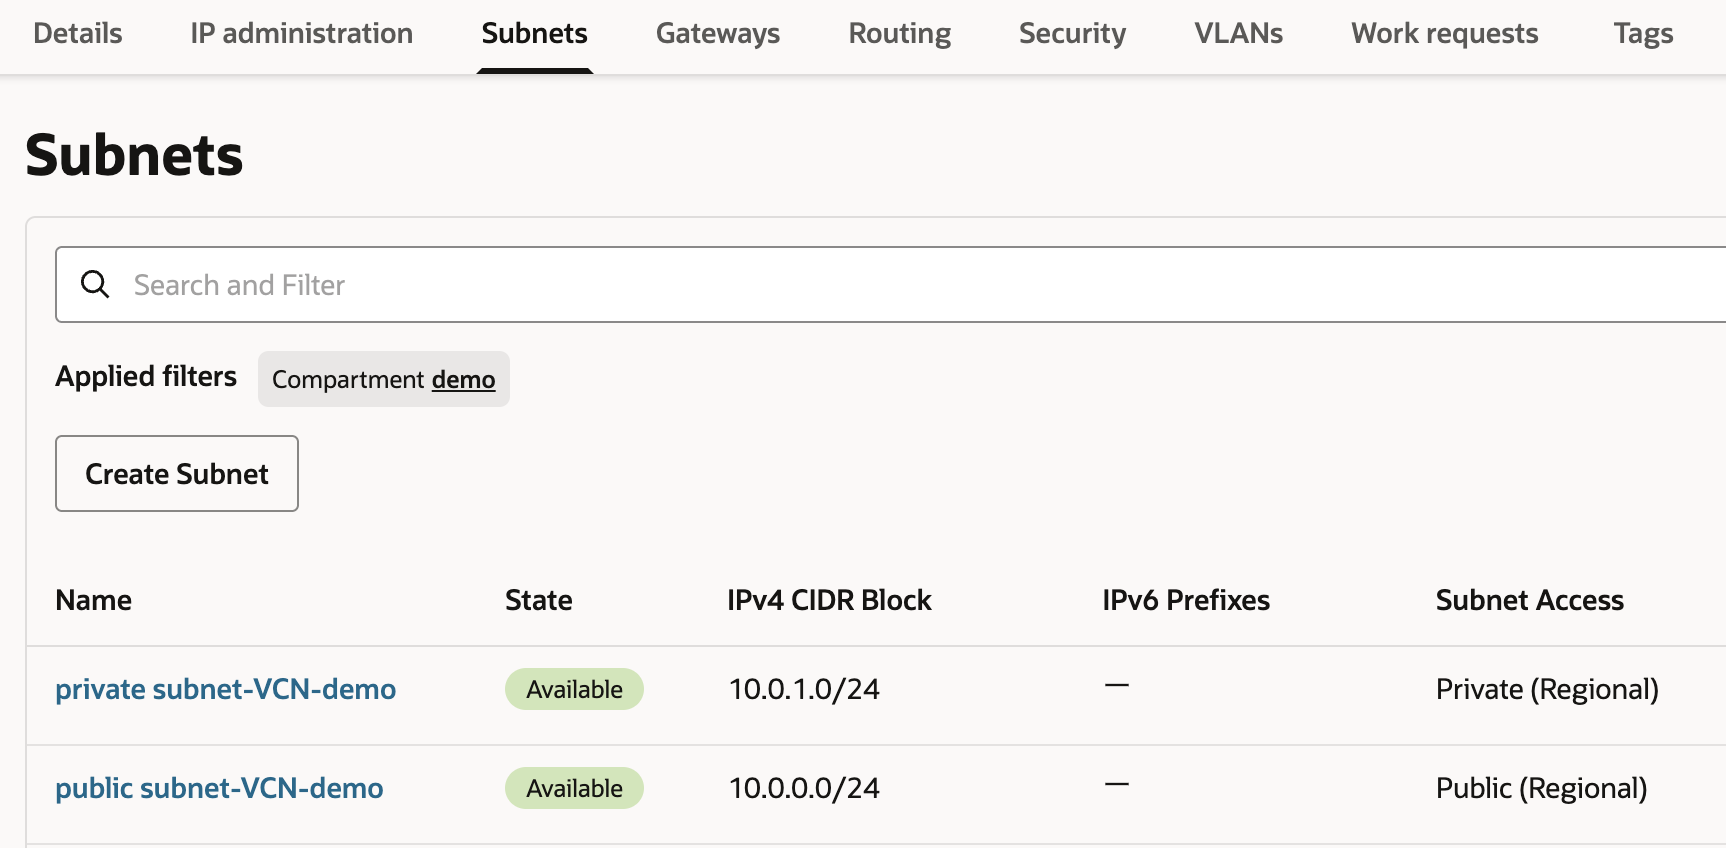 Details IP administration Subnets Gateways Routing Security VLANs Work requests Tags
Subnets
Search and Filter
Applied filters Compartment demo
Create Subnet
Name State IPv4 CIDR Block IPv6 Prefixes Subnet Access
private subnet-VCN-demo Available 10.0.1.0/24 — Private (Regional)
public subnet-VCN-demo Available 10.0.0.0/24 — Public (Regional)